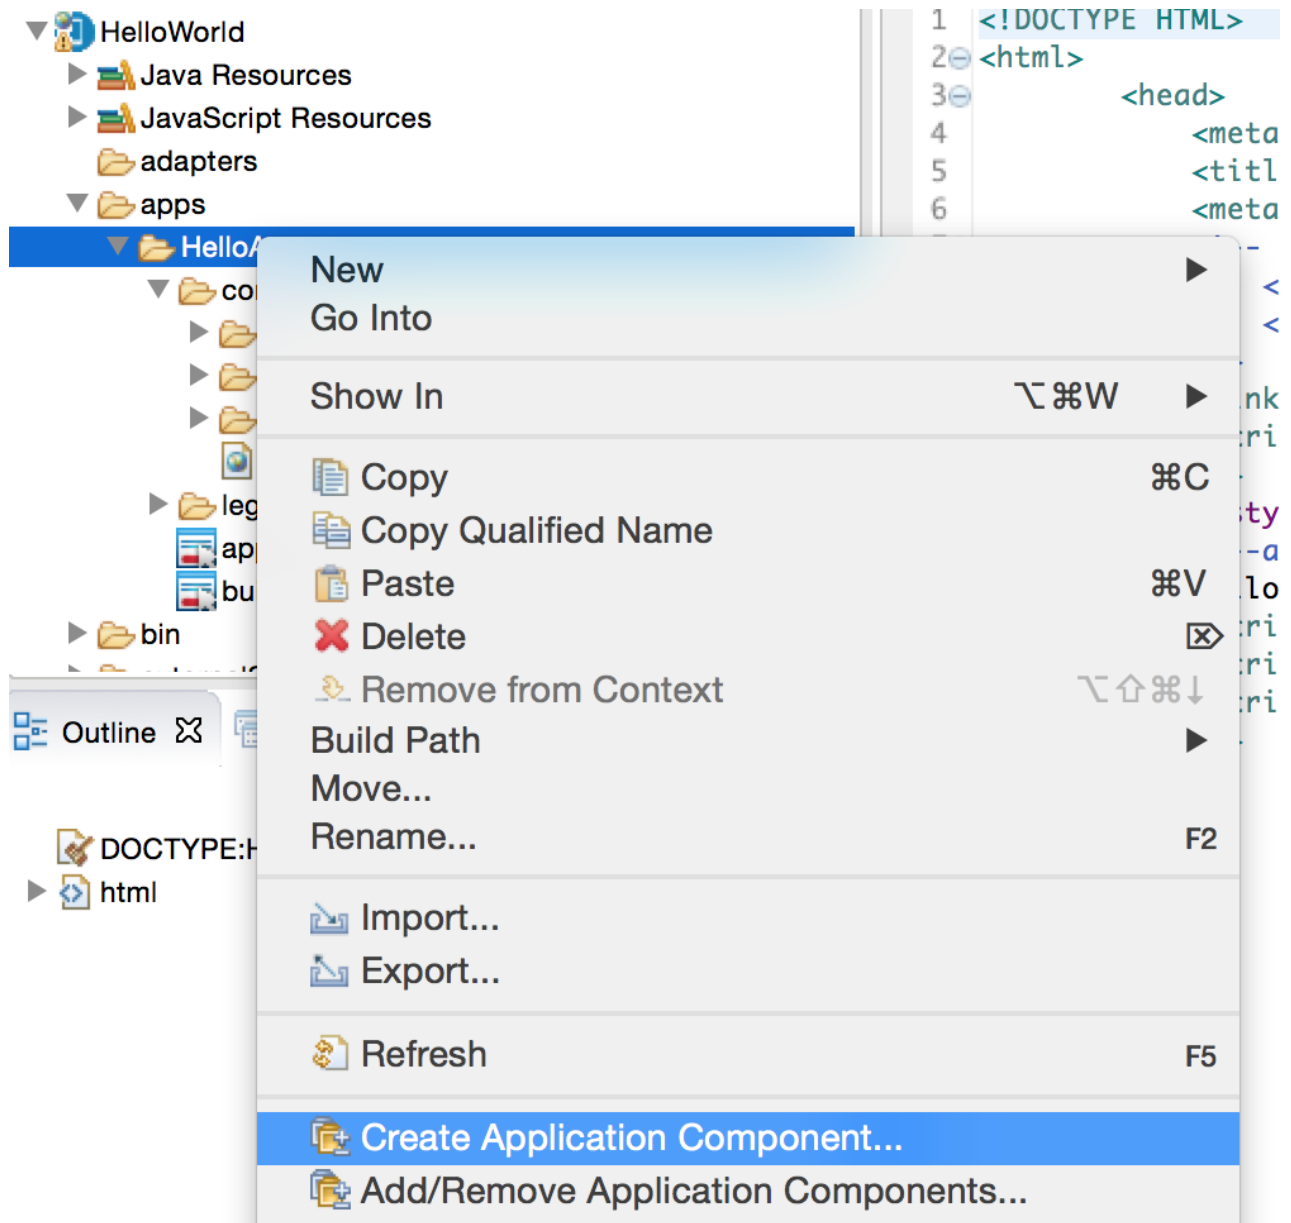 HelloWorld
Java Resources
JavaScript Resources
adapters
apps
HelloA
bin
Outline
DOCTYPE:H
html
1 <!DOCTYPE HTML>
2 <html>
3 <head>
4 <meta
5 <titl
6 <meta
New
Go Into
Show In ⌥⌘W
Copy ⌘C
Copy Qualified Name
Paste ⌘V
Delete ⌦
Remove from Context ⌥⇧⌘↓
Build Path
Move...
Rename... F2
Import...
Export...
Refresh F5
Create Application Component...
Add/Remove Application Components...